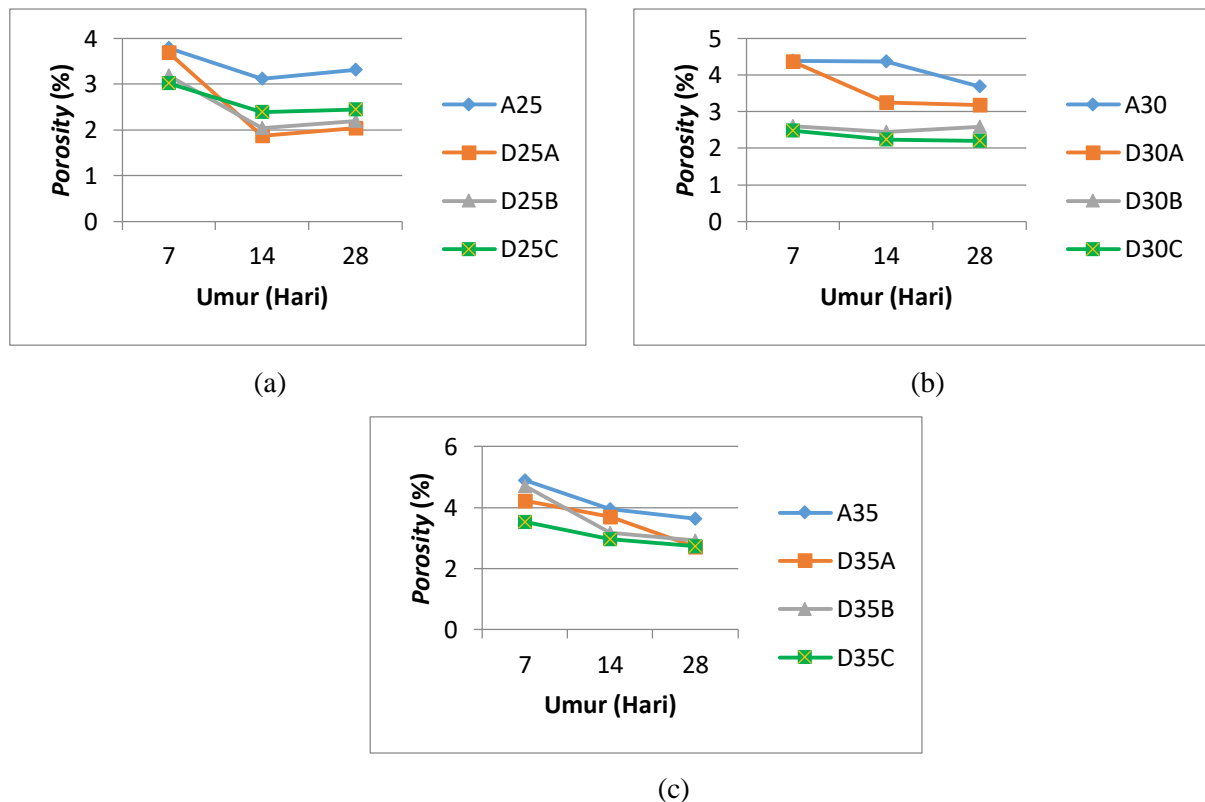 4
3
2
1
0
Porosity (%)
7 14 28
Umur (Hari)
A25
D25A
D25B
D25C
(a)
5
4
3
2
1
0
Porosity (%)
7 14 28
Umur (Hari)
A30
D30A
D30B
D30C
(b)
6
4
2
0
Porosity (%)
7 14 28
Umur (Hari)
A35
D35A
D35B
D35C
(c)